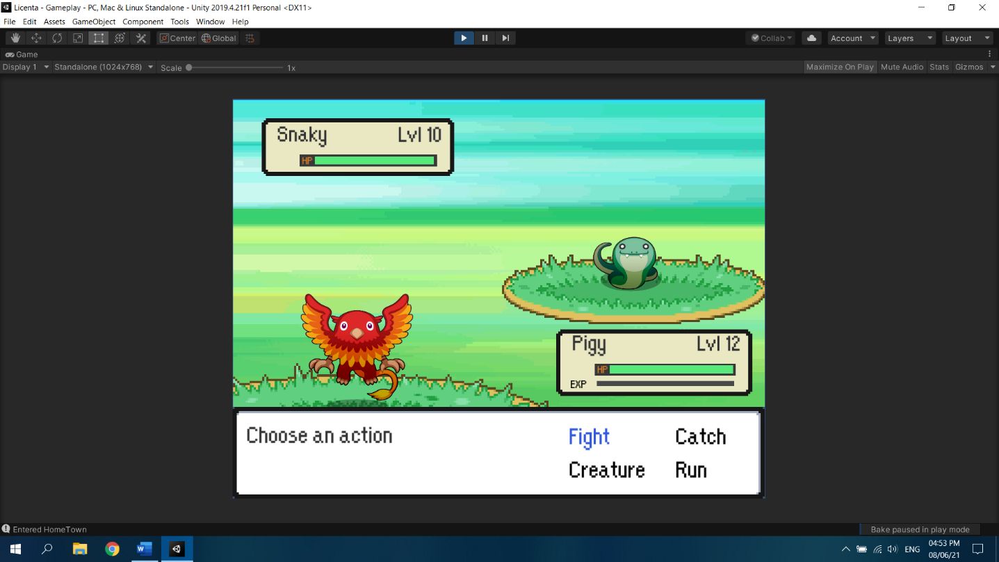 Licenta - Gameplay - PC, Mac & Linux Standalone - Unity 2019.4.21f1 Personal <DX11>
File Edit Assets GameObject Component Tools Window Help
Center Global Collab Account Layers Layout
Game
Display 1 Standalone (1024x768) Scale 1x Maximize On Play Mute Audio Stats Gizmos
Snaky Lvl 10
HP
Pigy Lvl 12
HP
EXP
Choose an action Fight Catch
Creature Run
Entered HomeTown Bake paused in play mode
W ENG 04:53 PM
08/06/21